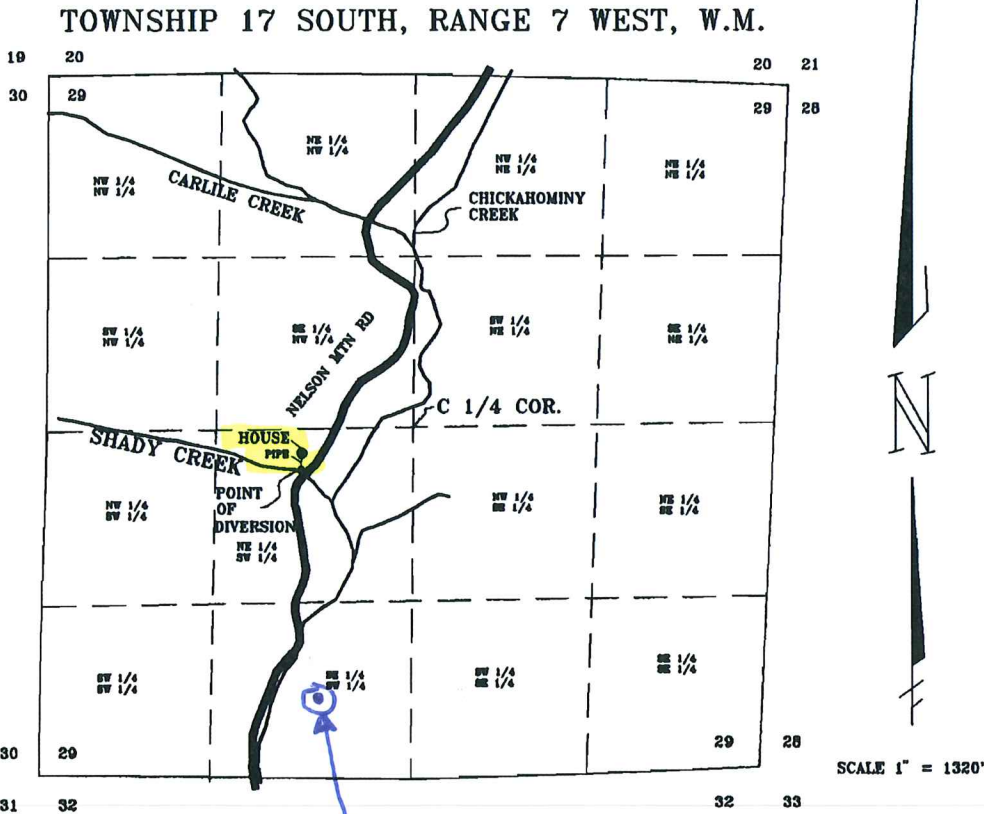 TOWNSHIP 17 SOUTH, RANGE 7 WEST, W.M.
19 20
20 21
30 29
29 28
NE 1/4
NW 1/4
NW 1/4
NE 1/4
NE 1/4
NE 1/4
NW 1/4
NW 1/4
CARLILE CREEK
CHICKAHOMINY
CREEK
SW 1/4
NW 1/4
SE 1/4
NW 1/4
NELSON MTN RD
SW 1/4
NE 1/4
SE 1/4
NE 1/4
N
C 1/4 COR.
SHADY CREEK
HOUSE
PIPE
POINT
OF
DIVERSION
NW 1/4
SW 1/4
NE 1/4
SW 1/4
NW 1/4
SE 1/4
NE 1/4
SE 1/4
SW 1/4
SW 1/4
SE 1/4
SW 1/4
SW 1/4
SE 1/4
SE 1/4
SE 1/4
30 29
29 28
SCALE 1" = 1320'
31 32
32 33